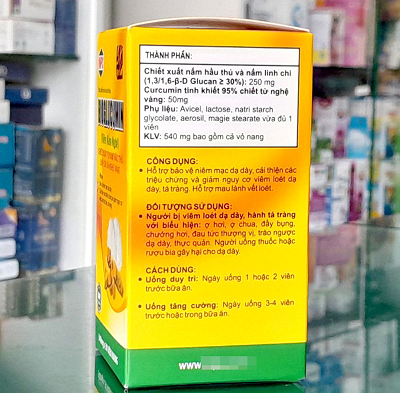 THÀNH PHẦN:
Chiết xuất nấm hầu thủ và nấm linh chi
(1,3/1,6-β-D Glucan ≥ 30%): 250 mg
Curcumin tinh khiết 95% chiết từ nghệ
vàng: 50mg
Phụ liệu: Avicel, lactose, natri starch
glycolate, aerosil, magie stearate vừa đủ 1
viên
KLV: 540 mg bao gồm cả vỏ nang
CÔNG DỤNG:
• Hỗ trợ bảo vệ niêm mạc dạ dày, cải thiện các
triệu chứng và giảm nguy cơ viêm loét dạ
dày, tá tràng. Hỗ trợ mau lành vết loét.
ĐỐI TƯỢNG SỬ DỤNG:
• Người bị viêm loét dạ dày, hành tá tràng
với biểu hiện: ợ hơi, ợ chua, đầy bụng,
chướng hơi, đau tức thượng vị, trào ngược
dạ dày, thực quản. Người uống thuốc hoặc
rượu bia gây hại cho dạ dày.
CÁCH DÙNG:
• Uống duy trì: Ngày uống 1 hoặc 2 viên
trước bữa ăn.
• Uống tăng cường: Ngày uống 3-4 viên
trước hoặc trong bữa ăn.
www.